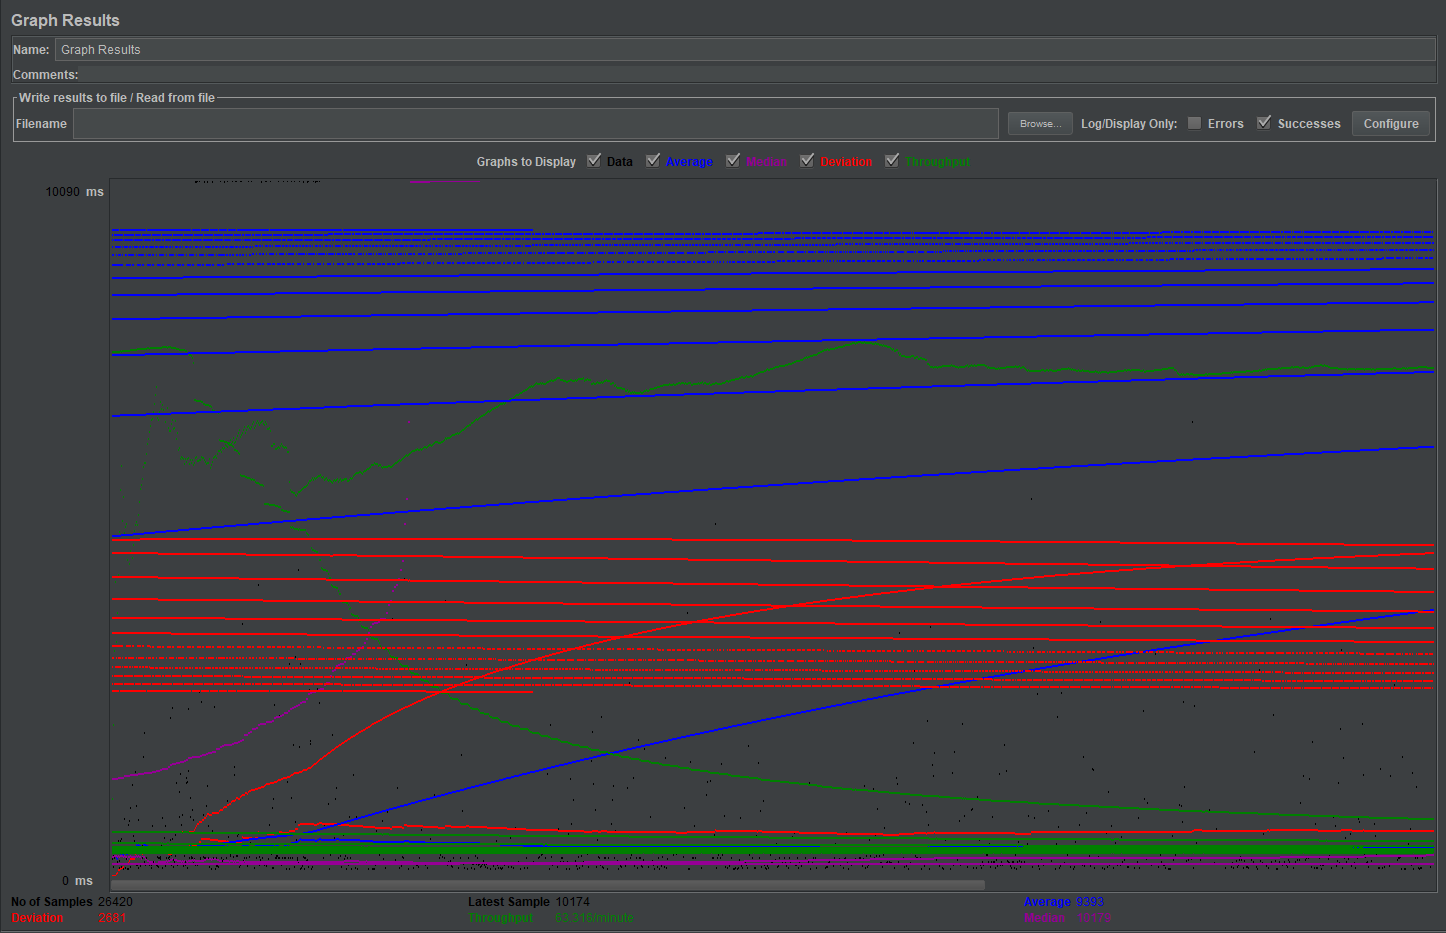 Graph Results
Name: Graph Results
Comments:
Write results to file / Read from file
Filename Browse... Log/Display Only: Errors Successes Configure
Graphs to Display Data Average Median Deviation Throughput
10090 ms
0 ms
No of Samples 26420 Latest Sample 10174 Average 9393
Deviation 2681 Throughput 63.316/minute Median